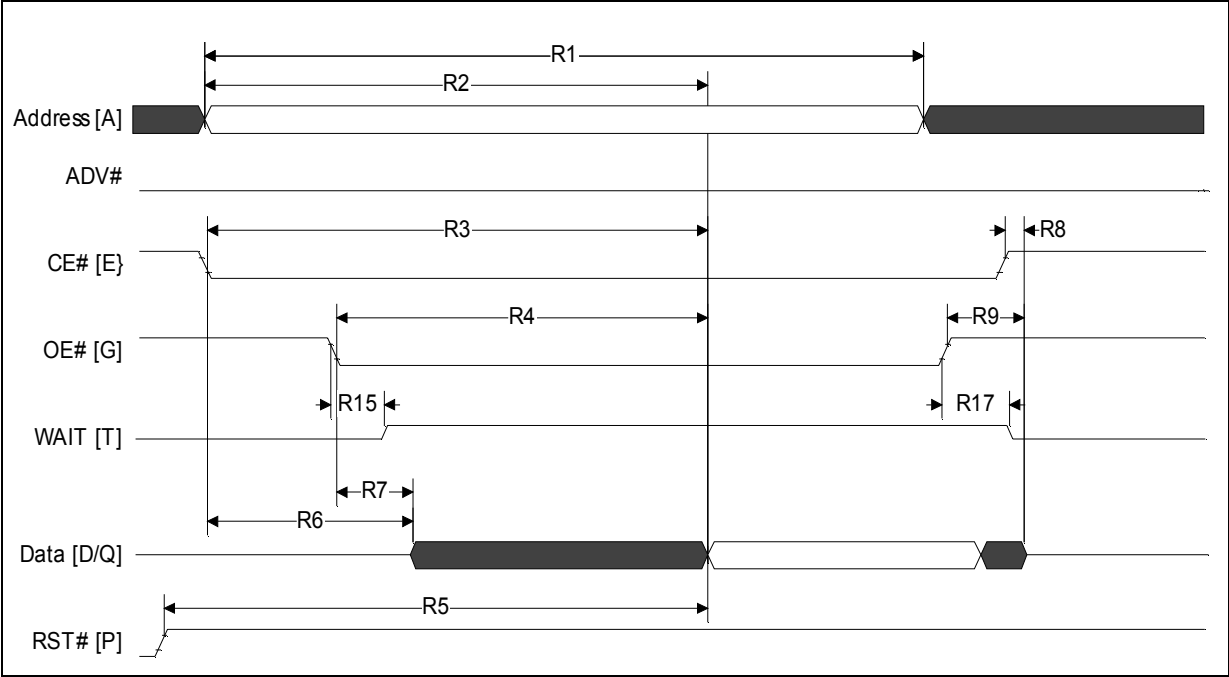 R1
R2
Address [A]
ADV#
R3
R8
CE# [E}
R4
R9
OE# [G]
R15
R17
WAIT [T]
R7
R6
Data [D/Q]
R5
RST# [P]